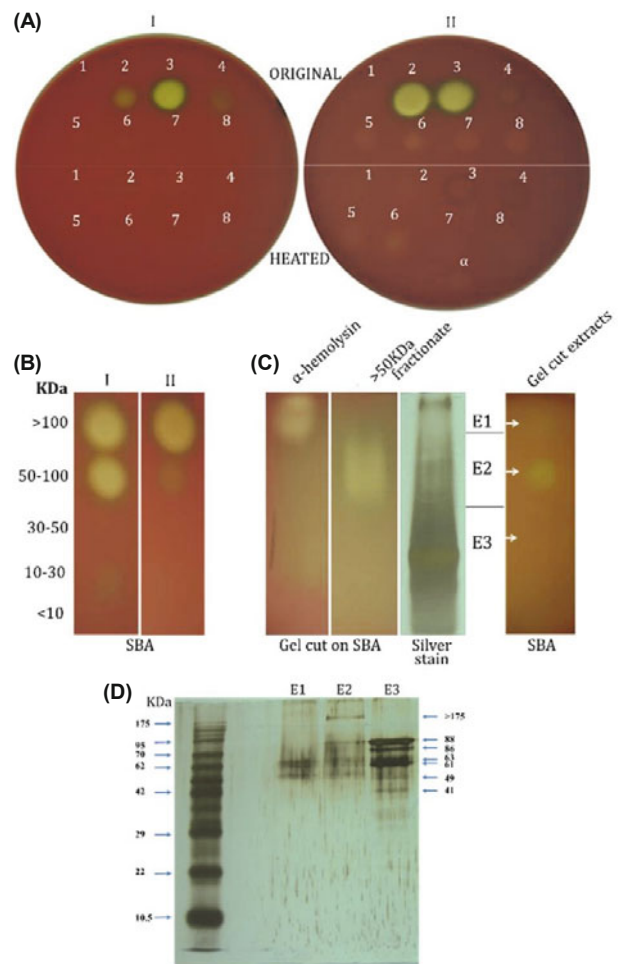 (A)
I
II
1 2 3 4
5 6 7 8
ORIGINAL
1 2 3 4
5 6 7 8
1 2 3 4
5 6 7 8
HEATED
1 2 3 4
5 6 7 8
α
(B)
KDa
I II
>100
50-100
30-50
10-30
<10
SBA
(C)
α-hemolysin
>50KDa
fractionate
Gel cut extracts
E1
E2
E3
Gel cut on SBA
Silver
stain
SBA
(D)
KDa
E1 E2 E3
175
95
70
62
42
29
22
10.5
>175
88
86
63
61
49
41